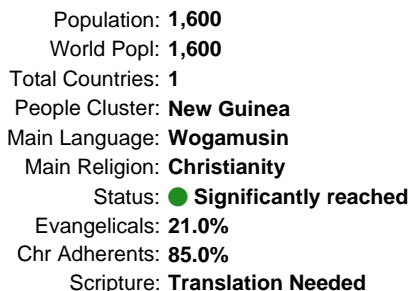 Population: 1,600
World Popl: 1,600
Total Countries: 1
People Cluster: New Guinea
Main Language: Wogamusin
Main Religion: Christianity
Status: Significantly reached
Evangelicals: 21.0%
Chr Adherents: 85.0%
Scripture: Translation Needed